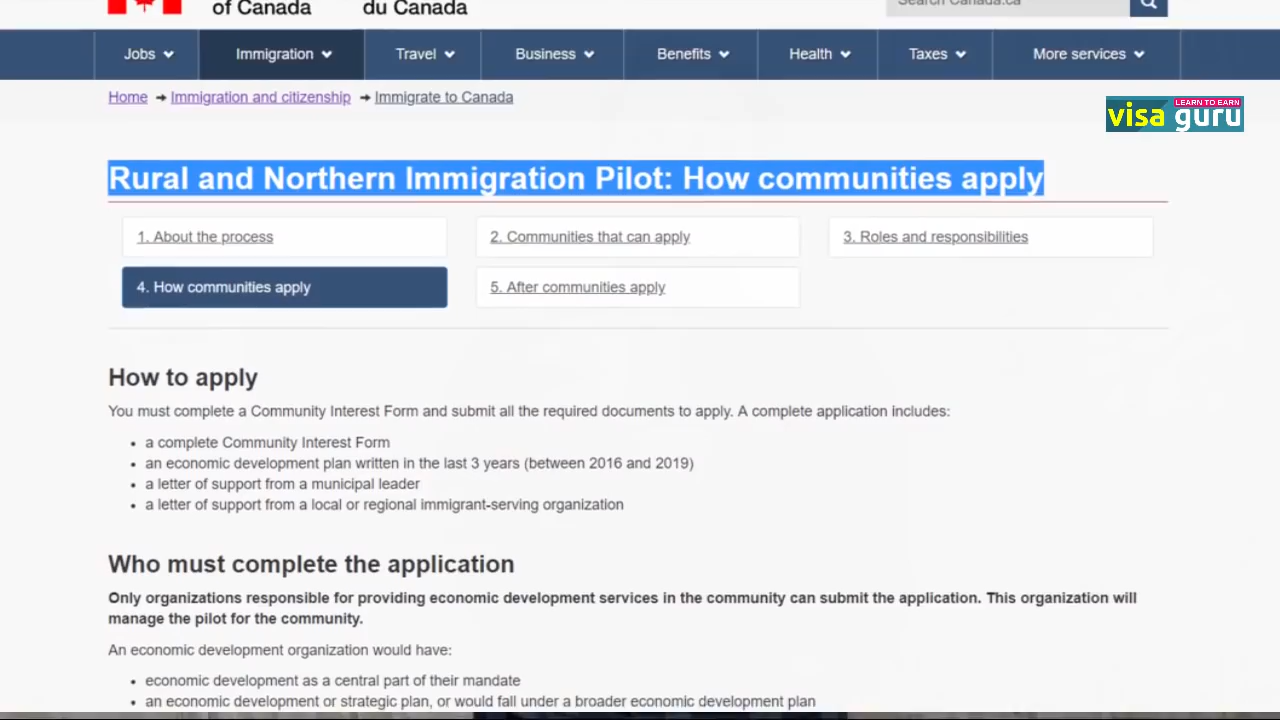 of Canada du Canada
Search Canada.ca
Jobs Immigration Travel Business Benefits Health Taxes More services
Home Immigration and citizenship Immigrate to Canada
LEARN TO EARN
visa guru
Rural and Northern Immigration Pilot: How communities apply
1. About the process 2. Communities that can apply 3. Roles and responsibilities
4. How communities apply 5. After communities apply
How to apply
You must complete a Community Interest Form and submit all the required documents to apply. A complete application includes:
• a complete Community Interest Form
• an economic development plan written in the last 3 years (between 2016 and 2019)
• a letter of support from a municipal leader
• a letter of support from a local or regional immigrant-serving organization
Who must complete the application
Only organizations responsible for providing economic development services in the community can submit the application. This organization will
manage the pilot for the community.
An economic development organization would have:
• economic development as a central part of their mandate
• an economic development or strategic plan, or would fall under a broader economic development plan